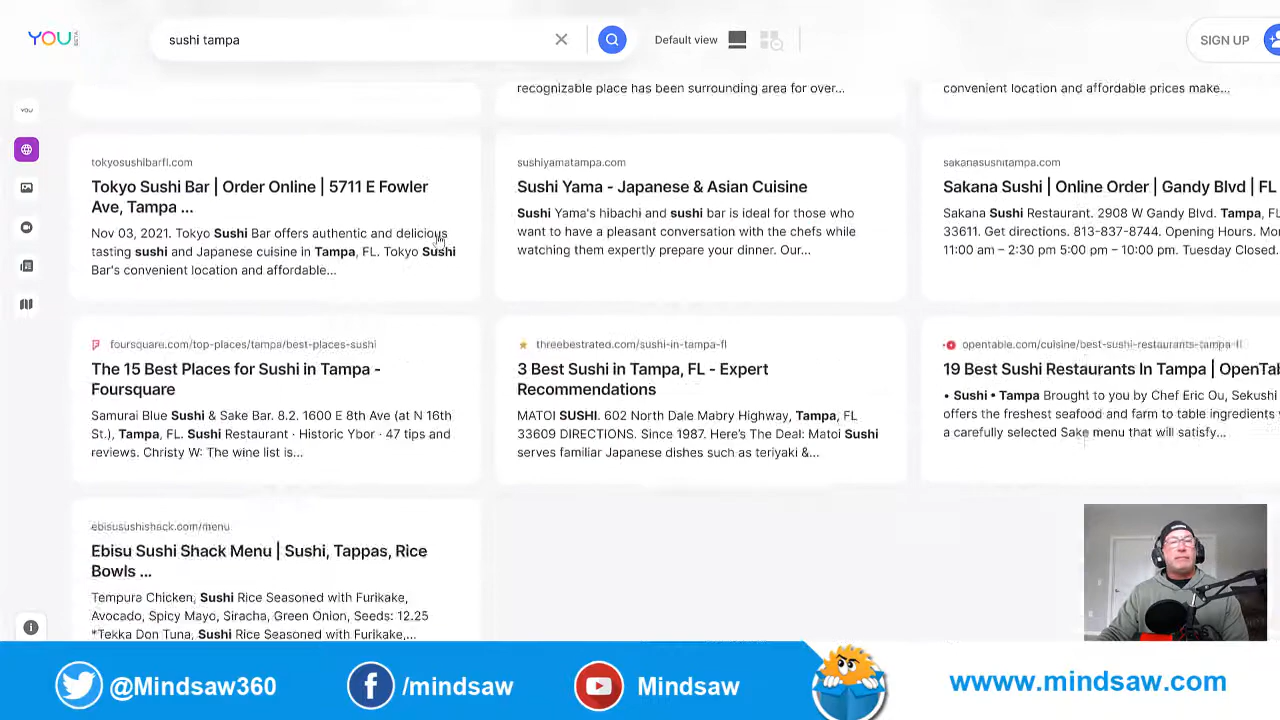 YOU BETA
sushi tampa
Default view
SIGN UP
YOU
recognizable place has been surrounding area for over...
convenient location and affordable prices make...
tokyosushibarfl.com
Tokyo Sushi Bar | Order Online | 5711 E Fowler
Ave, Tampa ...
Nov 03, 2021. Tokyo Sushi Bar offers authentic and delicious
tasting sushi and Japanese cuisine in Tampa, FL. Tokyo Sushi
Bar's convenient location and affordable...
sushiyamatampa.com
Sushi Yama - Japanese & Asian Cuisine
Sushi Yama's hibachi and sushi bar is ideal for those who
want to have a pleasant conversation with the chefs while
watching them expertly prepare your dinner. Our...
sakanasushitampa.com
Sakana Sushi | Online Order | Gandy Blvd | FL
Sakana Sushi Restaurant. 2908 W Gandy Blvd. Tampa,
33611. Get directions. 813-837-8744. Opening Hours.
11:00 am – 2:30 pm 5:00 pm – 10:00 pm. Tuesday Closed.
foursquare.com/top-places/tampa/best-places-sushi
The 15 Best Places for Sushi in Tampa -
Foursquare
Samurai Blue Sushi & Sake Bar. 8.2. 1600 E 8th Ave (at N 16th
St.), Tampa, FL. Sushi Restaurant · Historic Ybor · 47 tips and
reviews. Christy W: The wine list is...
threebestrated.com/sushi-in-tampa-fl
3 Best Sushi in Tampa, FL - Expert
Recommendations
MATOI SUSHI. 602 North Dale Mabry Highway, Tampa, FL
33609 DIRECTIONS. Since 1987. Here's The Deal: Matoi Sushi
serves familiar Japanese dishes such as teriyaki &...
opentable.com/cuisine/best-sushi-restaurants-tampa-fl
19 Best Sushi Restaurants In Tampa | OpenTa
• Sushi • Tampa Brought to you by Chef Eric Ou, Sekushi
offers the freshest seafood and farm to table ingredients
a carefully selected Sake menu that will satisfy...
ebisusushishack.com/menu
Ebisu Sushi Shack Menu | Sushi, Tappas, Rice
Bowls ...
Tempura Chicken, Sushi Rice Seasoned with Furikake,
Avocado, Spicy Mayo, Siracha, Green Onion, Seeds: 12.25
*Tekka Don Tuna, Sushi Rice Seasoned with Furikake,...
@Mindsaw360
/mindsaw
Mindsaw
www.mindsaw.com